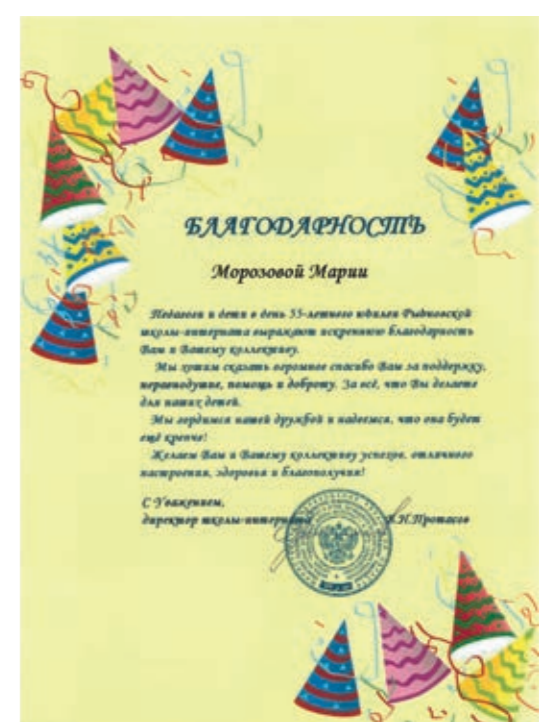 БЛАГОДАРНОСТЬ
Морозовой Марии
Педагоги и дети в день 55-летнего юбилея Рыбновской
школы-интерната выражают искреннюю благодарность
Вам и Вашему коллективу.
Мы хотим сказать огромное спасибо Вам за поддержку,
неравнодушие, помощь и доброту. За всё, что Вы делаете
для наших детей.
Мы гордимся нашей дружбой и надеемся, что она будет
ещё крепче!
Желаем Вам и Вашему коллективу успехов, отличного
настроения, здоровья и благополучия!
С Уважением,
директор школы-интерната В.Н.Протасов